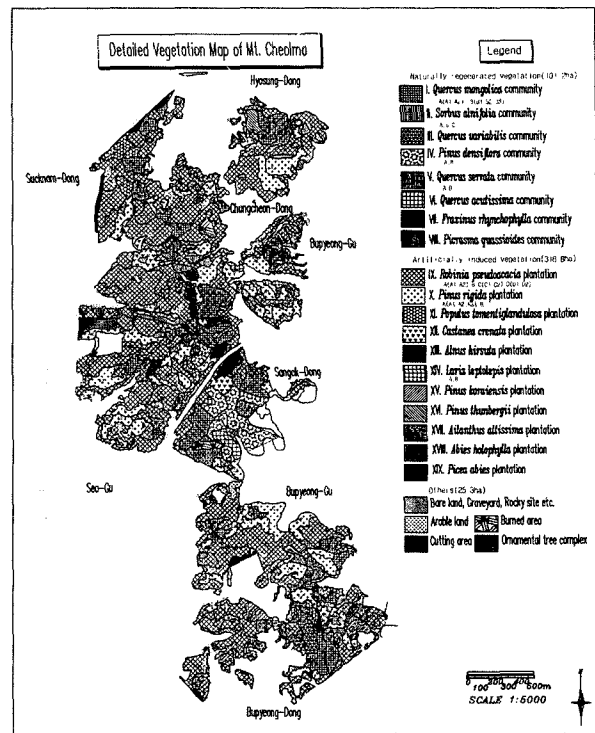 Detailed Vegetation Map of Mt. Cheolma
Hyosung-Dong
Chungcheon-Dong
Bupyeong-Gu
Sangok-Dong
Seo-Gu
Bupyeong-Gu
Bupyeong-Dong
Legend
Naturally regenerated vegetation
I. Quercus mongolica community
II. Sorbus alnifolia community
III. Quercus variabilis community
IV. Pinus densiflora community
V. Quercus serrata community
VI. Quercus acutissima community
VII. Fraxinus rhynchophylla community
VIII. Picrasma quassioides community
Artificially induced vegetation
IX. Robinia pseudoacacia plantation
X. Pinus rigida plantation
XI. Populus tomentiglandulosa plantation
XII. Castanea crenata plantation
XIII. Alnus hirsuta plantation
XIV. Larix leptolepis plantation
A,B
XV. Pinus koraiensis plantation
XVI. Pinus thunbergii plantation
XVII. Ailanthus altissima plantation
XVIII. Abies holophylla plantation
XIX. Picea abies plantation
Others(25.3ha)
Bare land, Graveyard, Rocky site etc.
Arable land Burned area
Cutting area Ornamental tree complex
0 100 300 400 500m
SCALE 1:5000